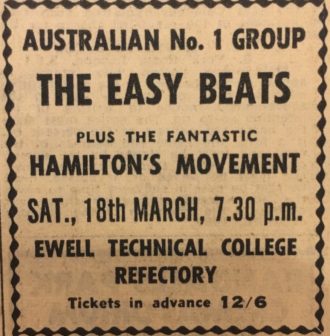 AUSTRALIAN No. 1 GROUP
THE EASY BEATS
PLUS THE FANTASTIC
HAMILTON'S MOVEMENT
SAT., 18th MARCH, 7.30 p.m.
EWELL TECHNICAL COLLEGE
REFECTORY
Tickets in advance 12/6